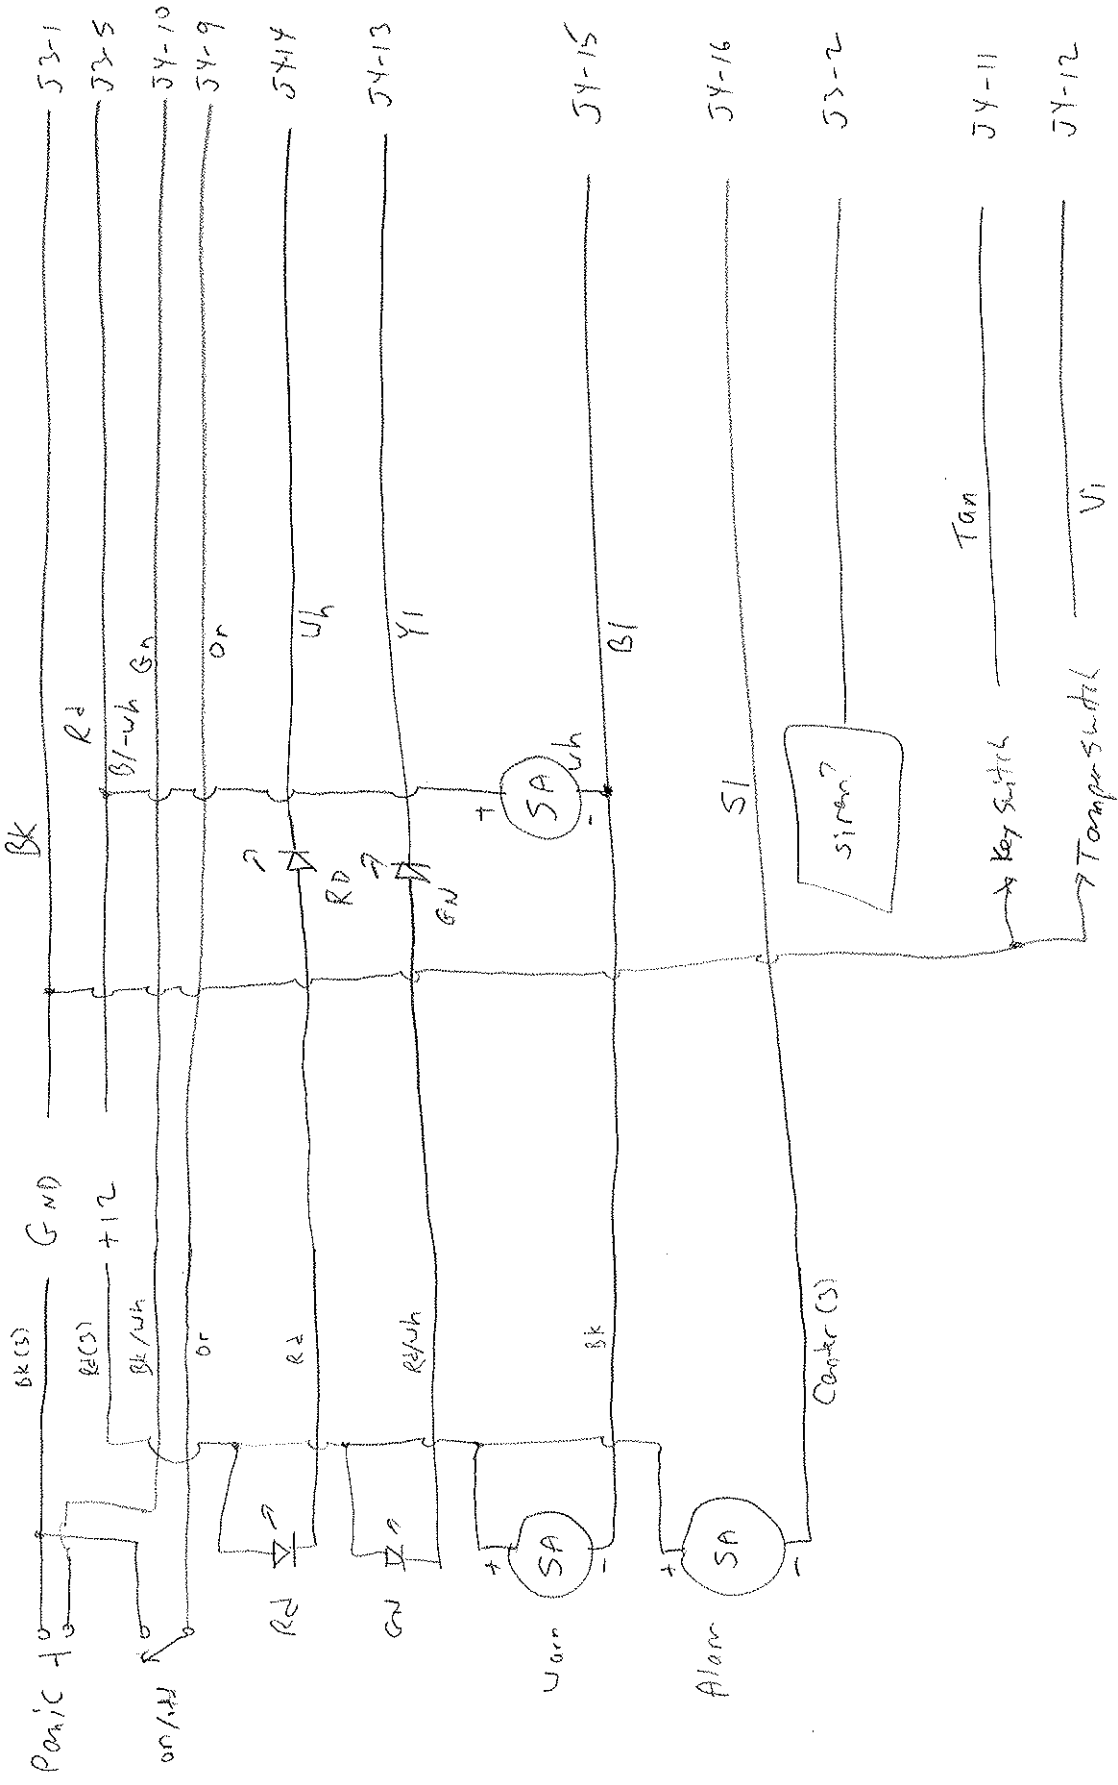 Panic
BK(3)
GND
BK
J3-1
Rd(3)
+12
Rd
J3-5
Bk/wh
Bl-wh
Gn
J4-10
on/off
or
or
J4-9
Rd
Rd
RD
Wh
J4-14
GN
Rd/wh
GN
Yl
J4-13
Warn
+
SA
-
Bk
+
SA
-
Wh
Bl
J4-15
Alarm
+
SA
-
Center (3)
Sl
J4-16
siren?
J3-2
Key Switch
Tan
J4-11
Tamper Switch
Vi
J4-12